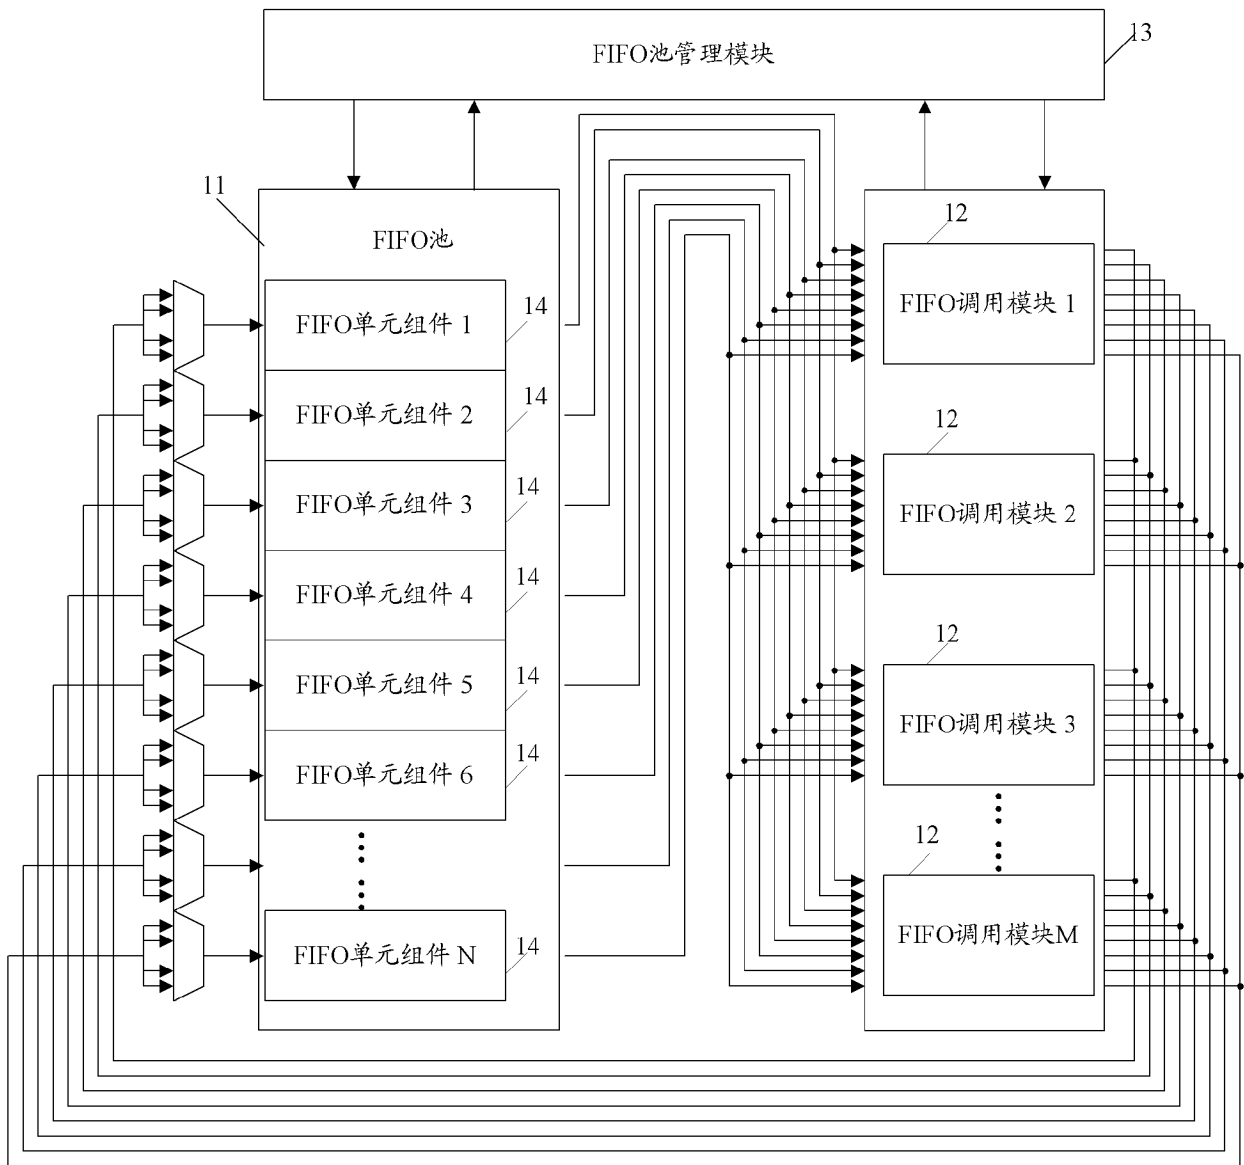 FIFO池管理模块
13
11
FIFO池
12
FIFO调用模块 1
FIFO单元组件 1
14
FIFO单元组件 2
14
12
FIFO调用模块 2
FIFO单元组件 3
14
FIFO单元组件 4
14
12
FIFO调用模块 3
FIFO单元组件 5
14
FIFO单元组件 6
14
12
FIFO调用模块M
FIFO单元组件 N
14